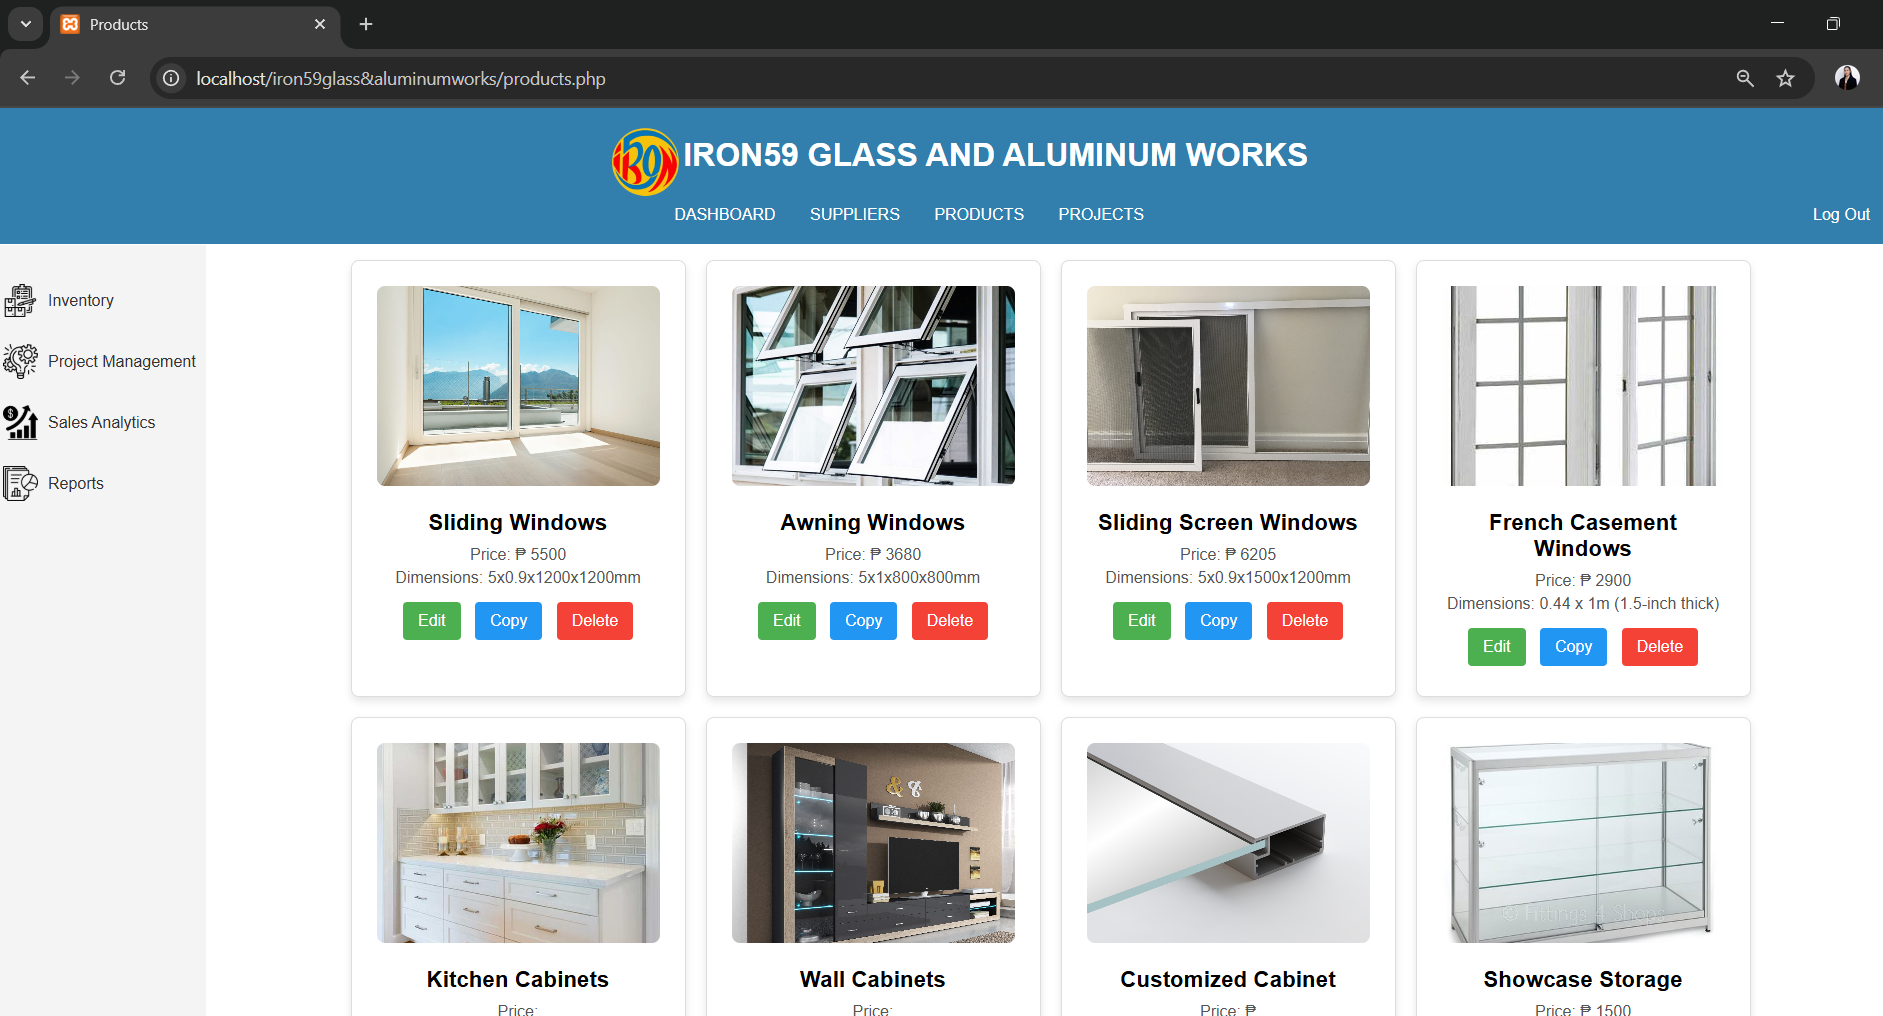 Products
localhost/iron59glass&aluminumworks/products.php
IRON59 GLASS AND ALUMINUM WORKS
DASHBOARD SUPPLIERS PRODUCTS PROJECTS Log Out
Inventory
Project Management
Sales Analytics
Reports
Sliding Windows
Price: ₱ 5500
Dimensions: 5x0.9x1200x1200mm
Edit Copy Delete
Awning Windows
Price: ₱ 3680
Dimensions: 5x1x800x800mm
Edit Copy Delete
Sliding Screen Windows
Price: ₱ 6205
Dimensions: 5x0.9x1500x1200mm
Edit Copy Delete
French Casement
Windows
Price: ₱ 2900
Dimensions: 0.44 x 1m (1.5-inch thick)
Edit Copy Delete
Kitchen Cabinets
Price:
&
Wall Cabinets
Price:
Customized Cabinet
Price: ₱
Fittings 4 Shops
Showcase Storage
Price: ₱ 1500